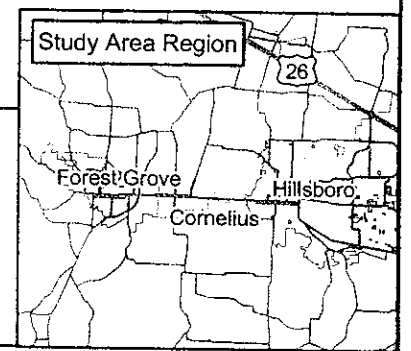 Study Area Region
26
Forest Grove
Hillsboro
Cornelius